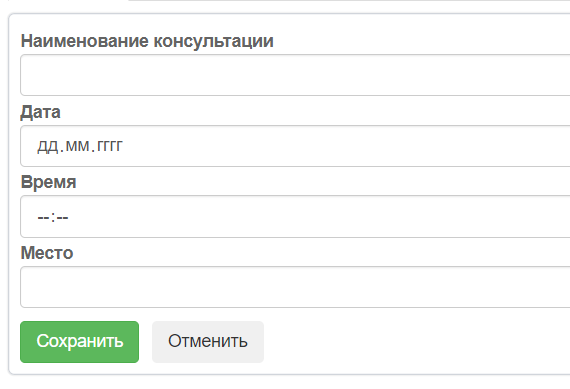 Наименование консультации
Дата
дд.мм.гггг
Время
--:--
Место
Сохранить Отменить